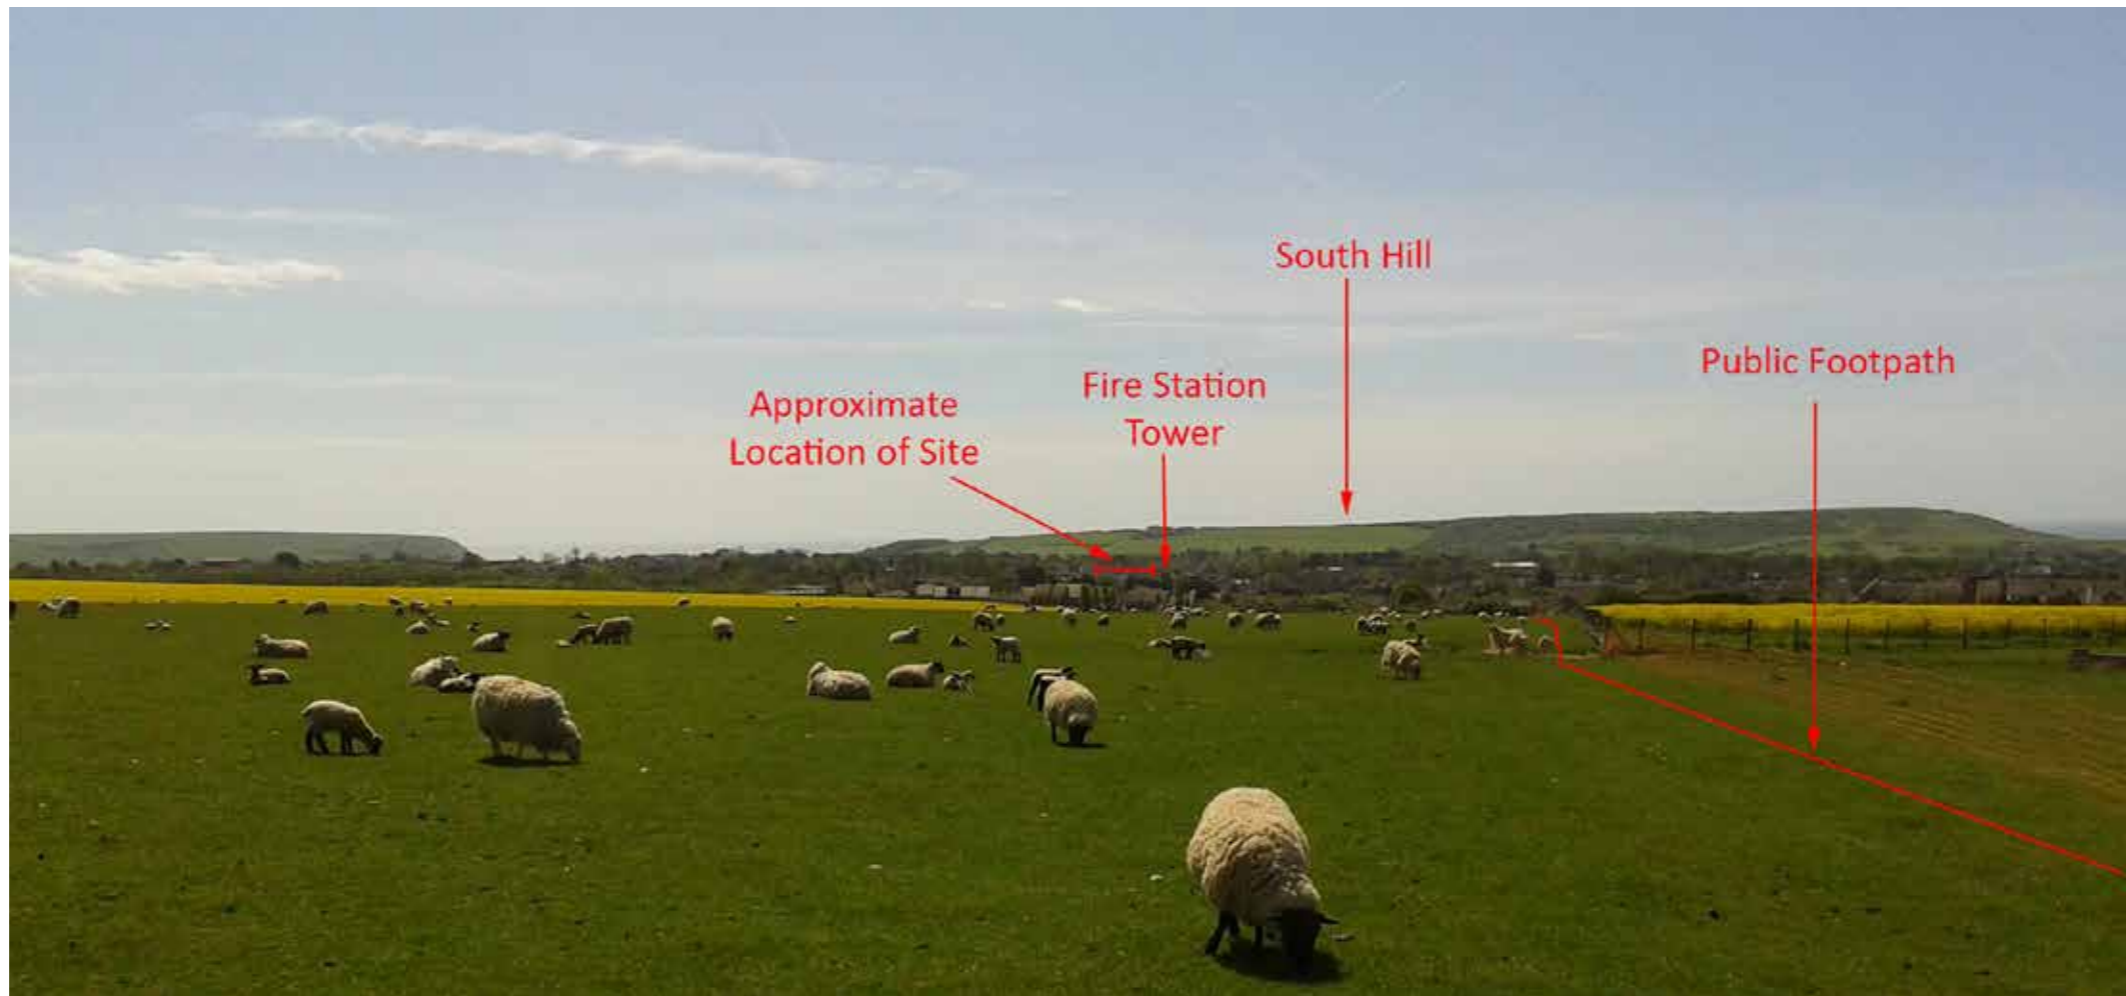 South Hill
Public Footpath
Fire Station
Tower
Approximate
Location of Site